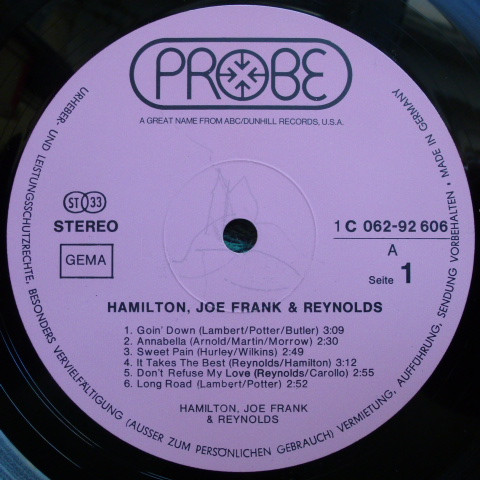 PROBE
A GREAT NAME FROM ABC/DUNHILL RECORDS, U.S.A.
URHEBER- UND LEISTUNGSSCHUTZRECHTE, BESONDERS VERVIELFÄLTIGUNG (AUSSER ZUM PERSÖNLICHEN GEBRAUCH) VERMIETUNG, AUFFÜHRUNG, SENDUNG VORBEHALTEN • MADE IN GERMANY
ST 33
STEREO
GEMA
1 C 062-92 606
A
Seite 1
HAMILTON, JOE FRANK & REYNOLDS
1. Goin' Down (Lambert/Potter/Butler) 3:09
2. Annabella (Arnold/Martin/Morrow) 2:30
3. Sweet Pain (Hurley/Wilkins) 2:49
4. It Takes The Best (Reynolds/Hamilton) 3:12
5. Don't Refuse My Love (Reynolds/Carollo) 2:55
6. Long Road (Lambert/Potter) 2:52
HAMILTON, JOE FRANK
& REYNOLDS